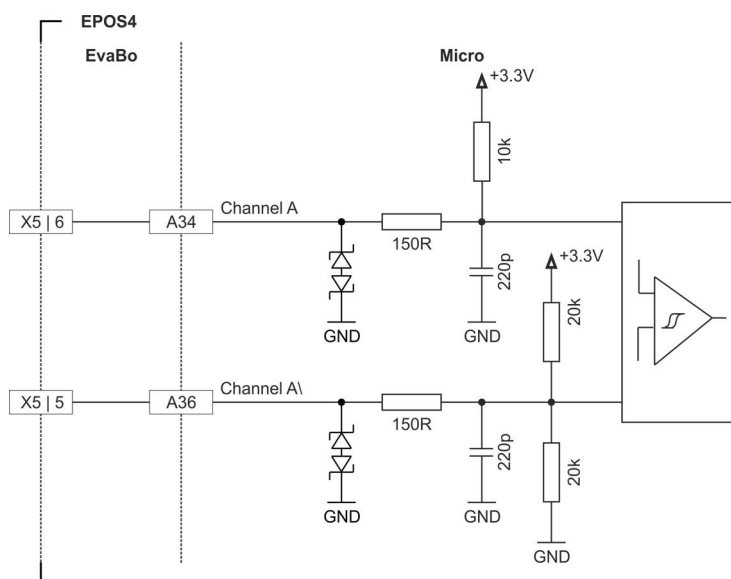 EPOS4
EvaBo
Micro
+3.3V
10k
X5 | 6
A34
Channel A
150R
220p
+3.3V
20k
GND
GND
X5 | 5
A36
Channel A\
150R
220p
20k
GND
GND
GND